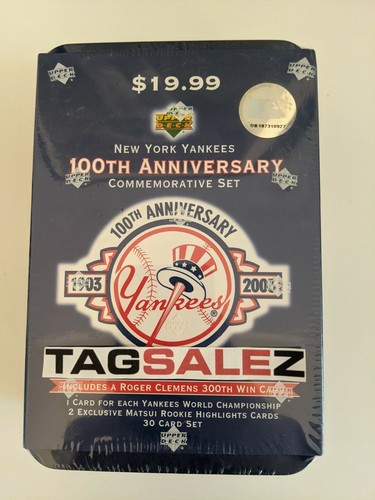 $19.99
UPPER DECK
NEW YORK YANKEES
100TH ANNIVERSARY
COMMEMORATIVE SET
100TH ANNIVERSARY
1903
Yankees
TAGSALEZ
INCLUDES A ROGER CLEMENS 300TH WIN CARD
1 CARD FOR EACH YANKEES WORLD CHAMPIONSHIP
2 EXCLUSIVE MATSUI ROOKIE HIGHLIGHTS CARDS
30 CARD SET
UPPER DECK